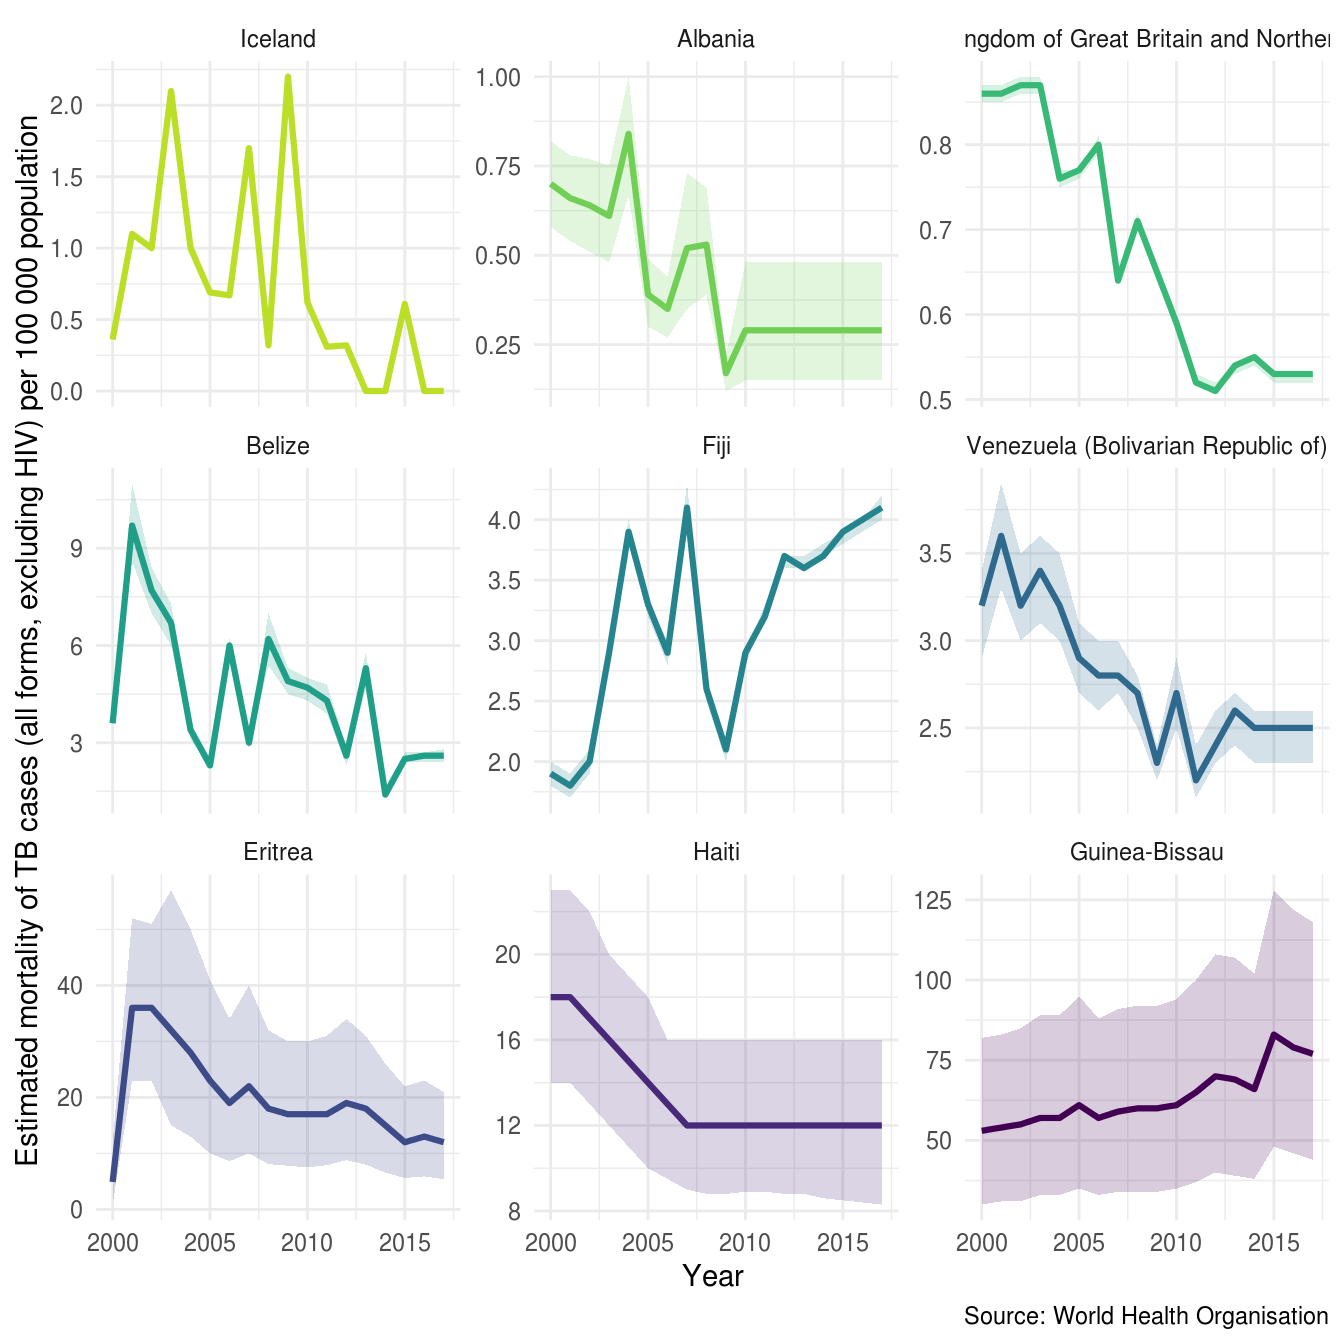 Iceland
Albania
ngdom of Great Britain and Norther
Estimated mortality of TB cases (all forms, excluding HIV) per 100 000 population
2.0
1.5
1.0
0.5
0.0
1.00
0.75
0.50
0.25
0.8
0.7
0.6
0.5
Belize
Fiji
Venezuela (Bolivarian Republic of)
9
6
3
4.0
3.5
3.0
2.5
2.0
3.5
3.0
2.5
Eritrea
Haiti
Guinea-Bissau
40
20
0
20
16
12
8
125
100
75
50
2000 2005 2010 2015
2000 2005 2010 2015
2000 2005 2010 2015
Year
Source: World Health Organisation